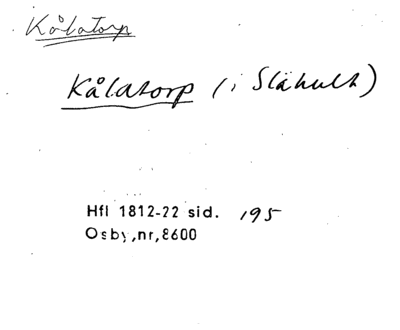 Kålatorp
Kålatorp (i Slähult)
Hfl 1812-22 sid. 195
Osby,nr,8600